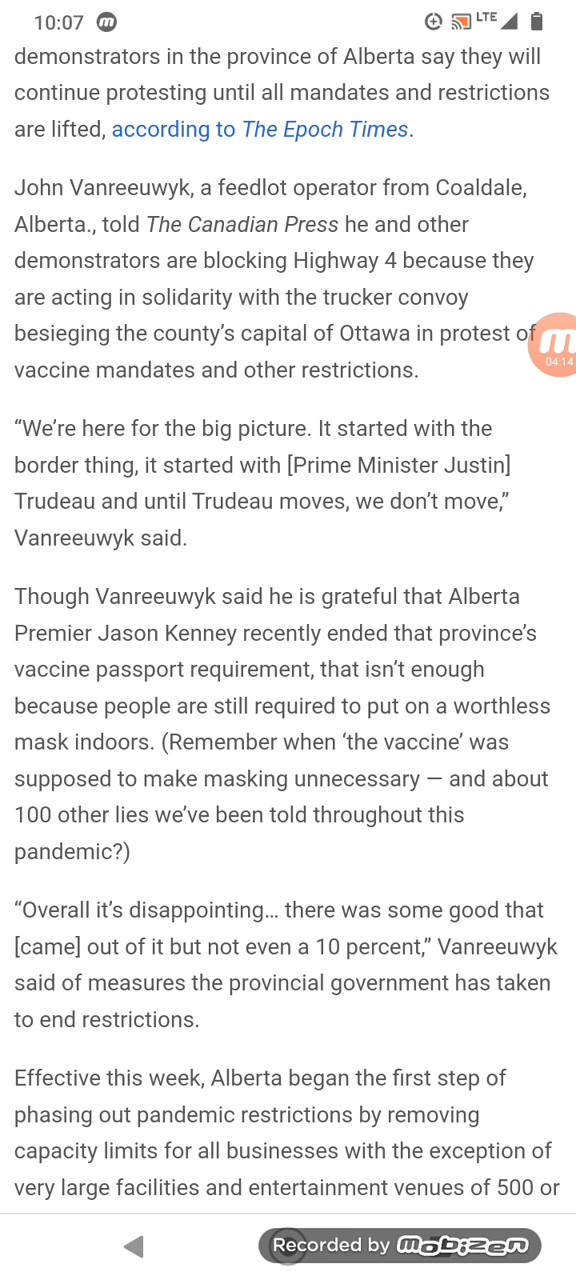 10:07 m LTE
demonstrators in the province of Alberta say they will
continue protesting until all mandates and restrictions
are lifted, according to The Epoch Times.
John Vanreeuwyk, a feedlot operator from Coaldale,
Alberta., told The Canadian Press he and other
demonstrators are blocking Highway 4 because they
are acting in solidarity with the trucker convoy
besieging the county’s capital of Ottawa in protest of
m
04:14
vaccine mandates and other restrictions.
“We’re here for the big picture. It started with the
border thing, it started with [Prime Minister Justin]
Trudeau and until Trudeau moves, we don’t move,”
Vanreeuwyk said.
Though Vanreeuwyk said he is grateful that Alberta
Premier Jason Kenney recently ended that province’s
vaccine passport requirement, that isn’t enough
because people are still required to put on a worthless
mask indoors. (Remember when ‘the vaccine’ was
supposed to make masking unnecessary — and about
100 other lies we’ve been told throughout this
pandemic?)
“Overall it’s disappointing… there was some good that
[came] out of it but not even a 10 percent,” Vanreeuwyk
said of measures the provincial government has taken
to end restrictions.
Effective this week, Alberta began the first step of
phasing out pandemic restrictions by removing
capacity limits for all businesses with the exception of
very large facilities and entertainment venues of 500 or
Recorded by mobizen